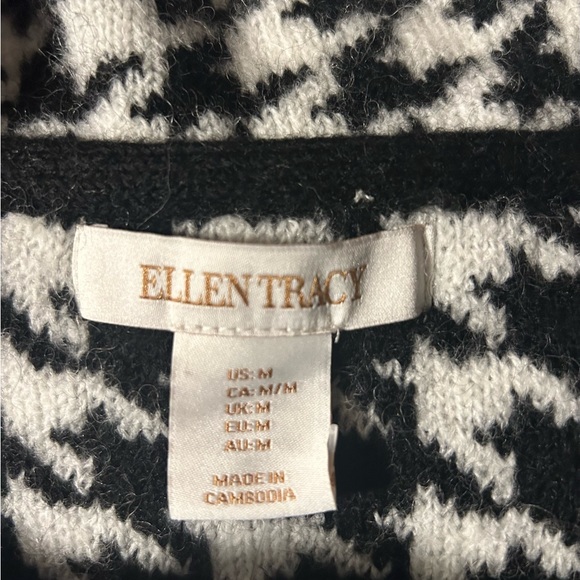 ELLEN TRACY
US: M
CA: M/M
UK: M
EU: M
AU: M
MADE IN
CAMBODIA